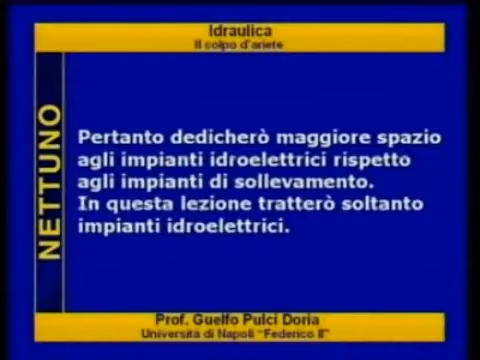 Idraulica
Il colpo d'ariete
NETTUNO
Pertanto dedicherò maggiore spazio
agli impianti idroelettrici rispetto
agli impianti di sollevamento.
In questa lezione tratterò soltanto
impianti idroelettrici.
Prof. Guelfo Pulci Doria
Università di Napoli "Federico II"